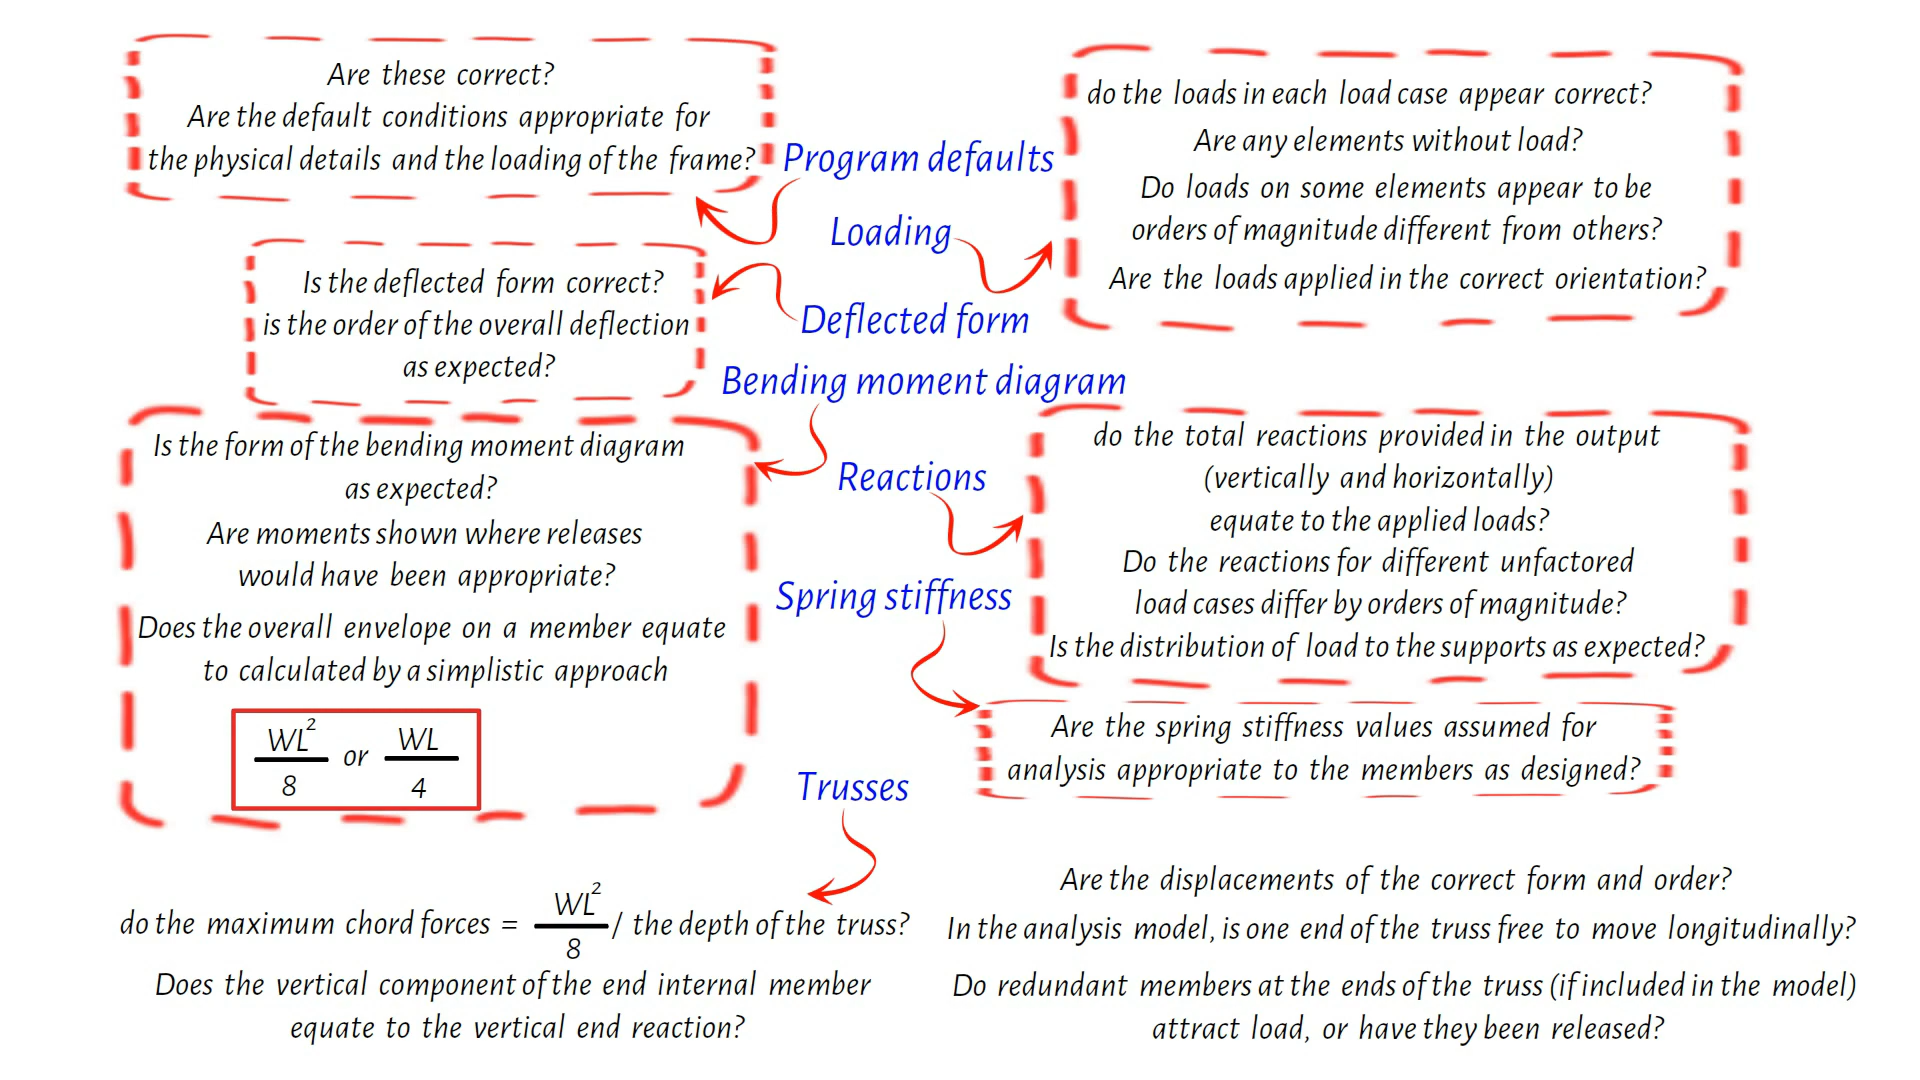 Are these correct?
Are the default conditions appropriate for
the physical details and the loading of the frame?
Program defaults
do the loads in each load case appear correct?
Are any elements without load?
Do loads on some elements appear to be
orders of magnitude different from others?
Are the loads applied in the correct orientation?
Loading
Is the deflected form correct?
is the order of the overall deflection
as expected?
Deflected form
Bending moment diagram
Is the form of the bending moment diagram
as expected?
Are moments shown where releases
would have been appropriate?
Does the overall envelope on a member equate
to calculated by a simplistic approach
WL²/8 or WL/4
Reactions
do the total reactions provided in the output
(vertically and horizontally)
equate to the applied loads?
Do the reactions for different unfactored
load cases differ by orders of magnitude?
Is the distribution of load to the supports as expected?
Spring stiffness
Are the spring stiffness values assumed for
analysis appropriate to the members as designed?
Trusses
do the maximum chord forces = WL²/8 / the depth of the truss?
Does the vertical component of the end internal member
equate to the vertical end reaction?
Are the displacements of the correct form and order?
In the analysis model, is one end of the truss free to move longitudinally?
Do redundant members at the ends of the truss (if included in the model)
attract load, or have they been released?